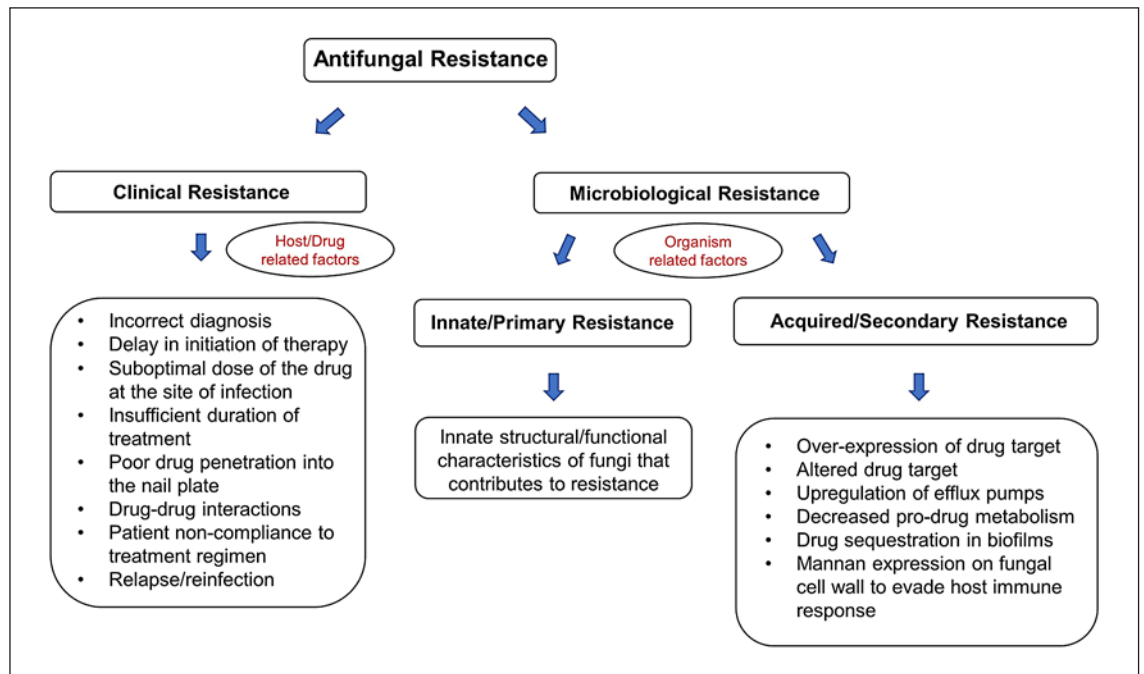 Antifungal Resistance
Clinical Resistance
Microbiological Resistance
Host/Drug
related factors
Organism
related factors
• Incorrect diagnosis
• Delay in initiation of therapy
• Suboptimal dose of the drug
at the site of infection
• Insufficient duration of
treatment
• Poor drug penetration into
the nail plate
• Drug-drug interactions
• Patient non-compliance to
treatment regimen
• Relapse/reinfection
Innate/Primary Resistance
Acquired/Secondary Resistance
Innate structural/functional
characteristics of fungi that
contributes to resistance
• Over-expression of drug target
• Altered drug target
• Upregulation of efflux pumps
• Decreased pro-drug metabolism
• Drug sequestration in biofilms
• Mannan expression on fungal
cell wall to evade host immune
response